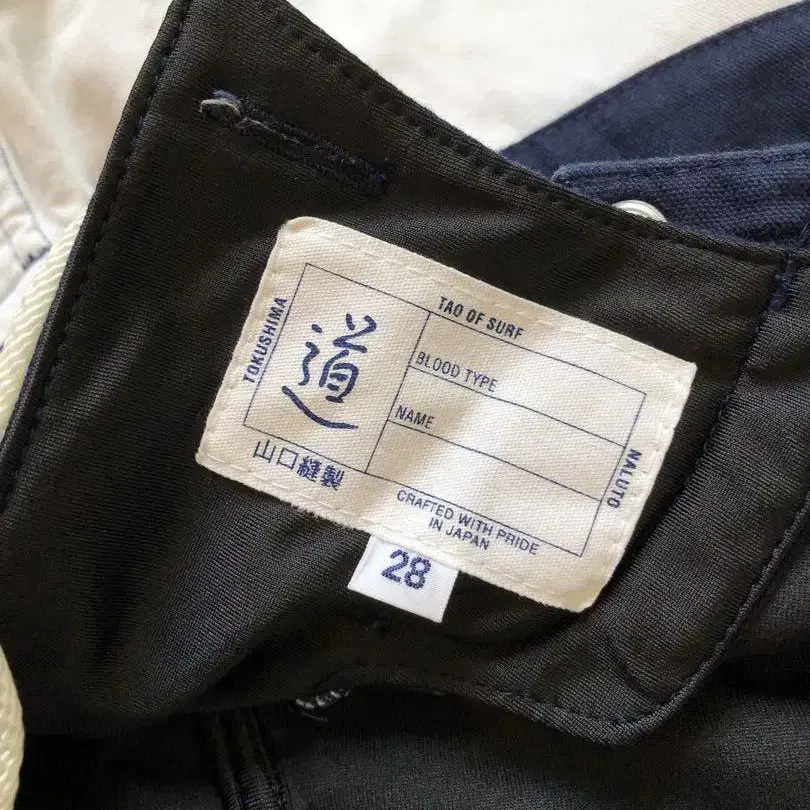 TAO OF SURF
TOKUSHIMA
道
BLOOD TYPE
NAME
NALUTO
山口縫製
CRAFTED WITH PRIDE
IN JAPAN
28